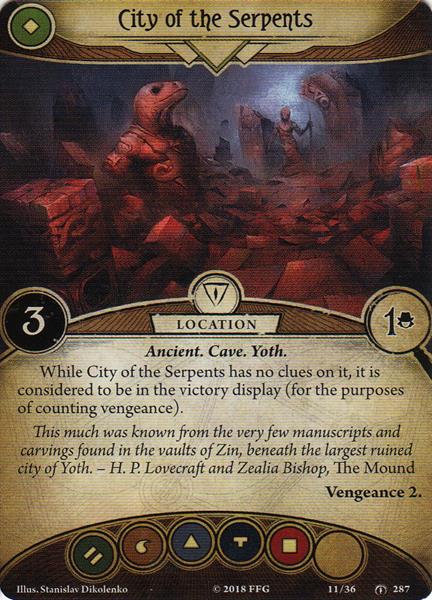 City of the Serpents
3
LOCATION
1
Ancient. Cave. Yoth.
While City of the Serpents has no clues on it, it is
considered to be in the victory display (for the purposes
of counting vengeance).
This much was known from the very few manuscripts and
carvings found in the vaults of Zin, beneath the largest ruined
city of Yoth. – H. P. Lovecraft and Zealia Bishop, The Mound
Vengeance 2.
Illus. Stanislav Dikolenko © 2018 FFG 11/36 287